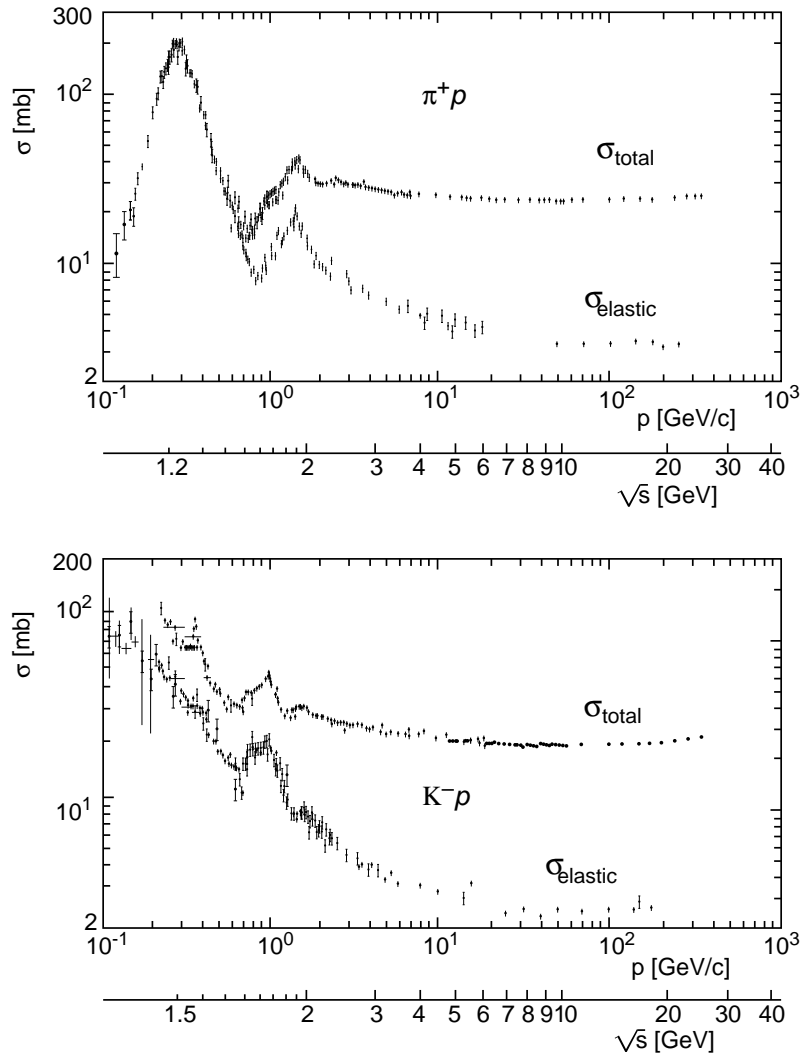 300
10²
σ [mb]
π⁺p
σtotal
10¹
σelastic
2
10⁻¹ 10⁰ 10¹ 10² 10³
p [GeV/c]
1.2 2 3 4 5 6 7 8 9 10 20 30 40
√s [GeV]
200
10²
σ [mb]
σtotal
K⁻p
10¹
σelastic
2
10⁻¹ 10⁰ 10¹ 10² 10³
p [GeV/c]
1.5 2 3 4 5 6 7 8 9 10 20 30 40
√s [GeV]